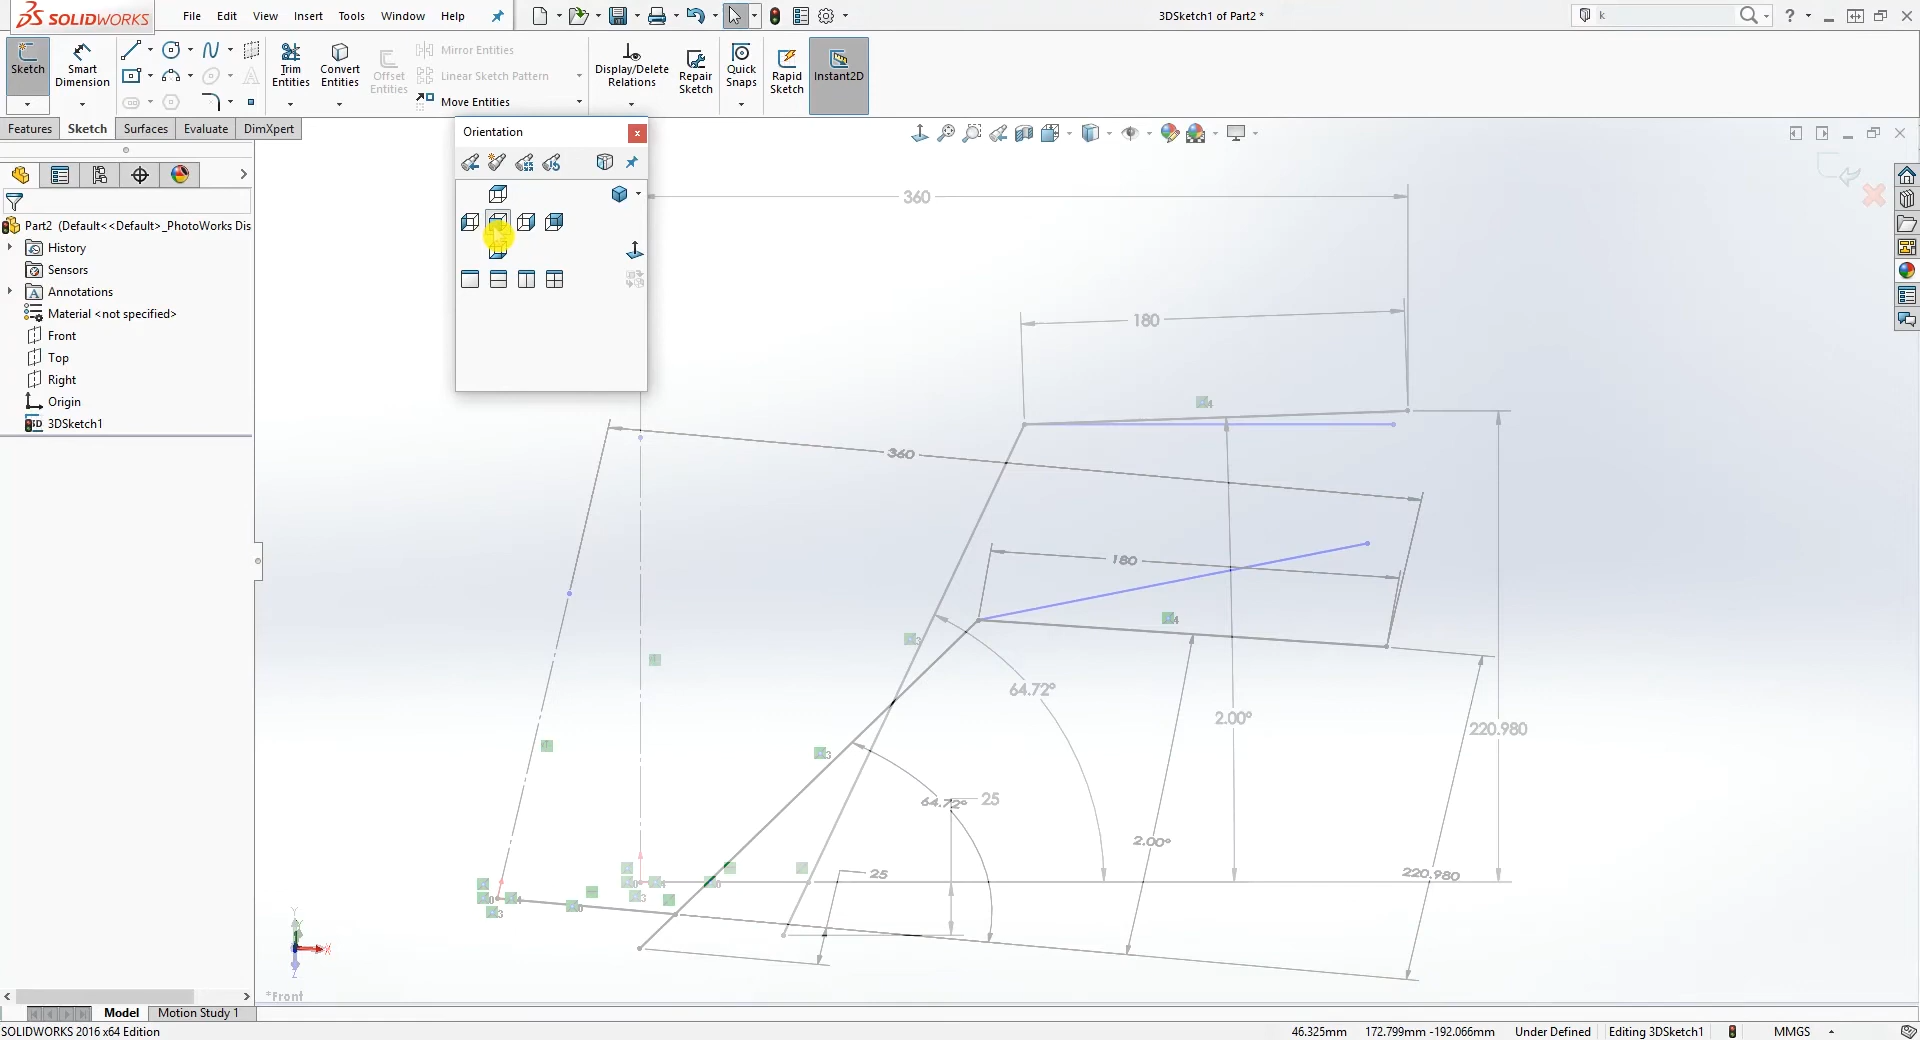 SOLIDWORKS
File Edit View Insert Tools Window Help
3DSketch1 of Part2 *
k
Sketch
Smart Dimension
Trim Entities
Convert Entities
Offset Entities
Mirror Entities
Linear Sketch Pattern
Move Entities
Display/Delete Relations
Repair Sketch
Quick Snaps
Rapid Sketch
Instant2D
Features Sketch Surfaces Evaluate DimXpert
Orientation
Part2 (Default<<Default>_PhotoWorks Dis
History
Sensors
Annotations
Material <not specified>
Front
Top
Right
Origin
3DSketch1
360
180
360
180
64.72°
2.00°
220.980
64.72°
25
2.00°
25
220.980
*Front
Model Motion Study 1
SOLIDWORKS 2016 x64 Edition
46.325mm 172.799mm -192.066mm Under Defined Editing 3DSketch1 MMGS